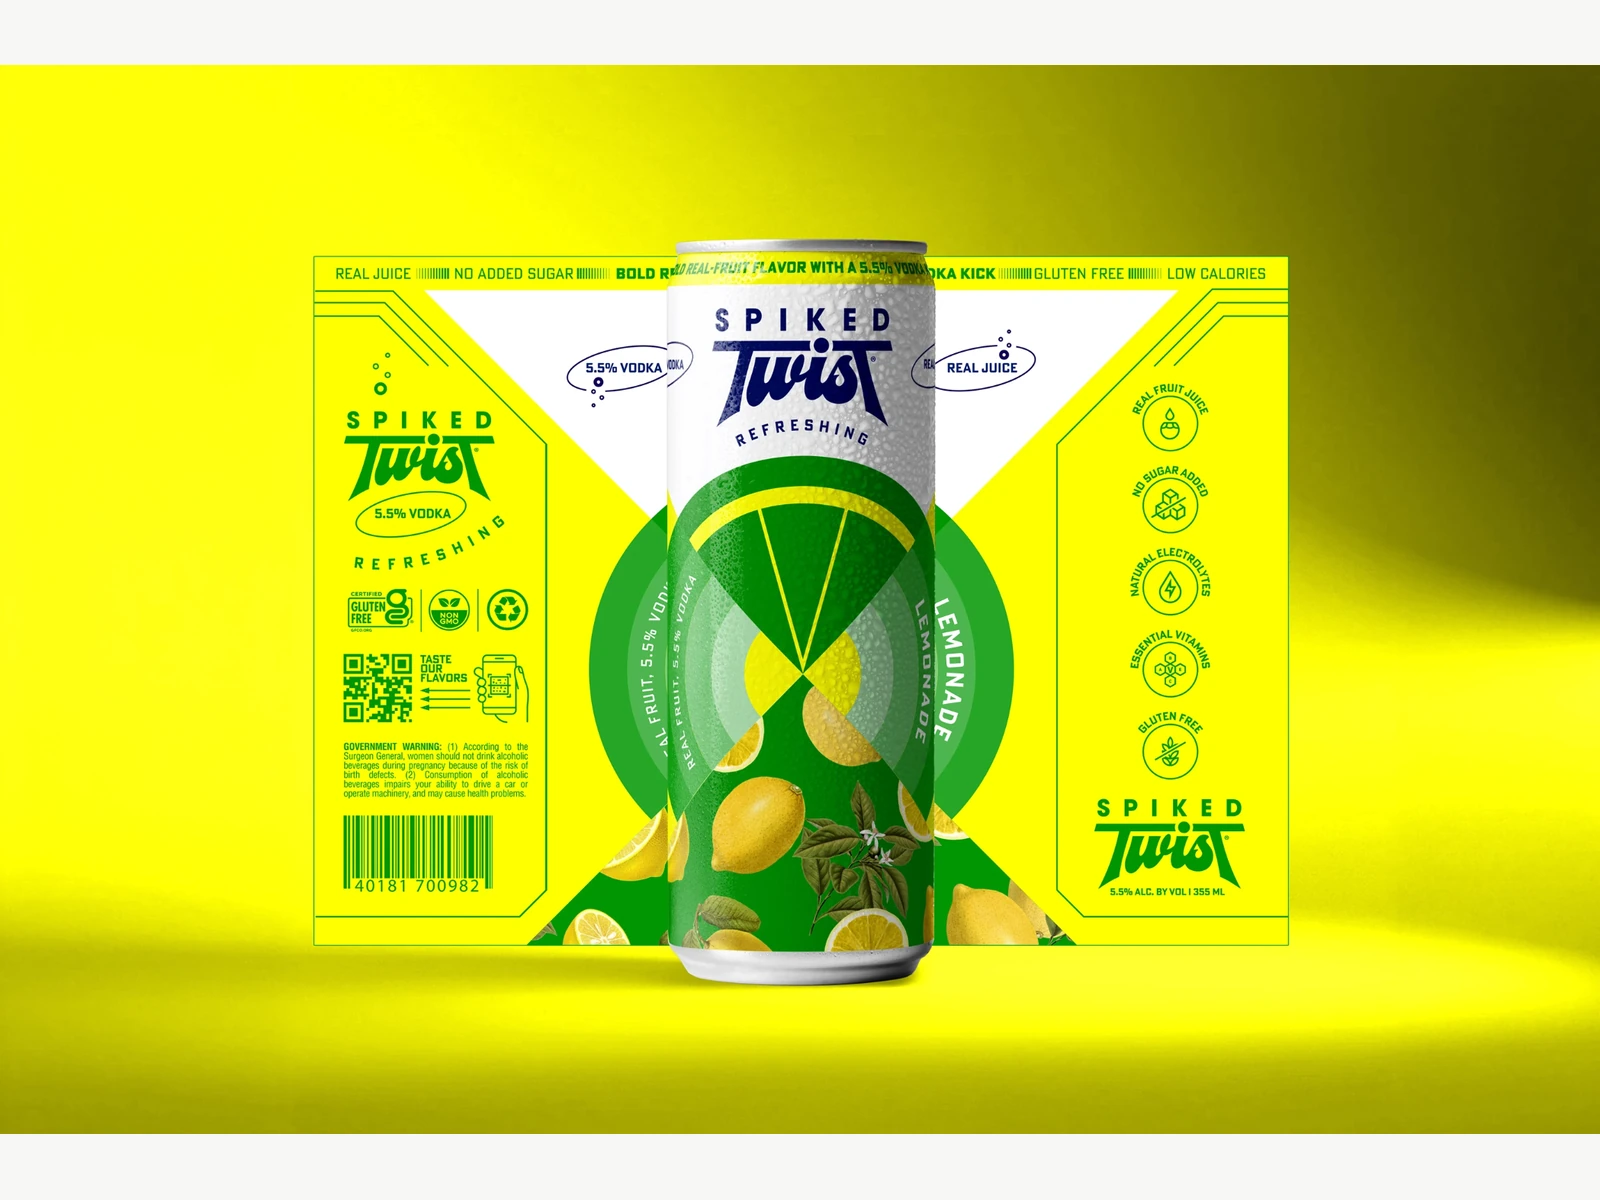 REAL JUICE NO ADDED SUGAR BOLD RE
OLD REAL-FRUIT FLAVOR WITH A 5.5% VODKA
DKA KICK GLUTEN FREE LOW CALORIES
SPIKED
Twist
5.5% VODKA
REFRESHING
CERTIFIED
GLUTEN
FREE
GFCO.ORG
NON
GMO
TASTE
OUR
FLAVORS
GOVERNMENT WARNING: (1) According to the
Surgeon General, women should not drink alcoholic
beverages during pregnancy because of the risk of
birth defects. (2) Consumption of alcoholic
beverages impairs your ability to drive a car or
operate machinery, and may cause health problems.
40181 700982
5.5% VODKA
VODKA
SPIKED
Twist®
REFRESHING
REAL
REAL JUICE
AL FRUIT, 5.5% VODK
REAL FRUIT, 5.5% VODKA
LEMONADE
LEMONADE
REAL FRUIT JUICE
NO SUGAR ADDED
NATURAL ELECTROLYTES
ESSENTIAL VITAMINS
GLUTEN FREE
SPIKED
Twist
5.5% ALC. BY VOL | 355 ML